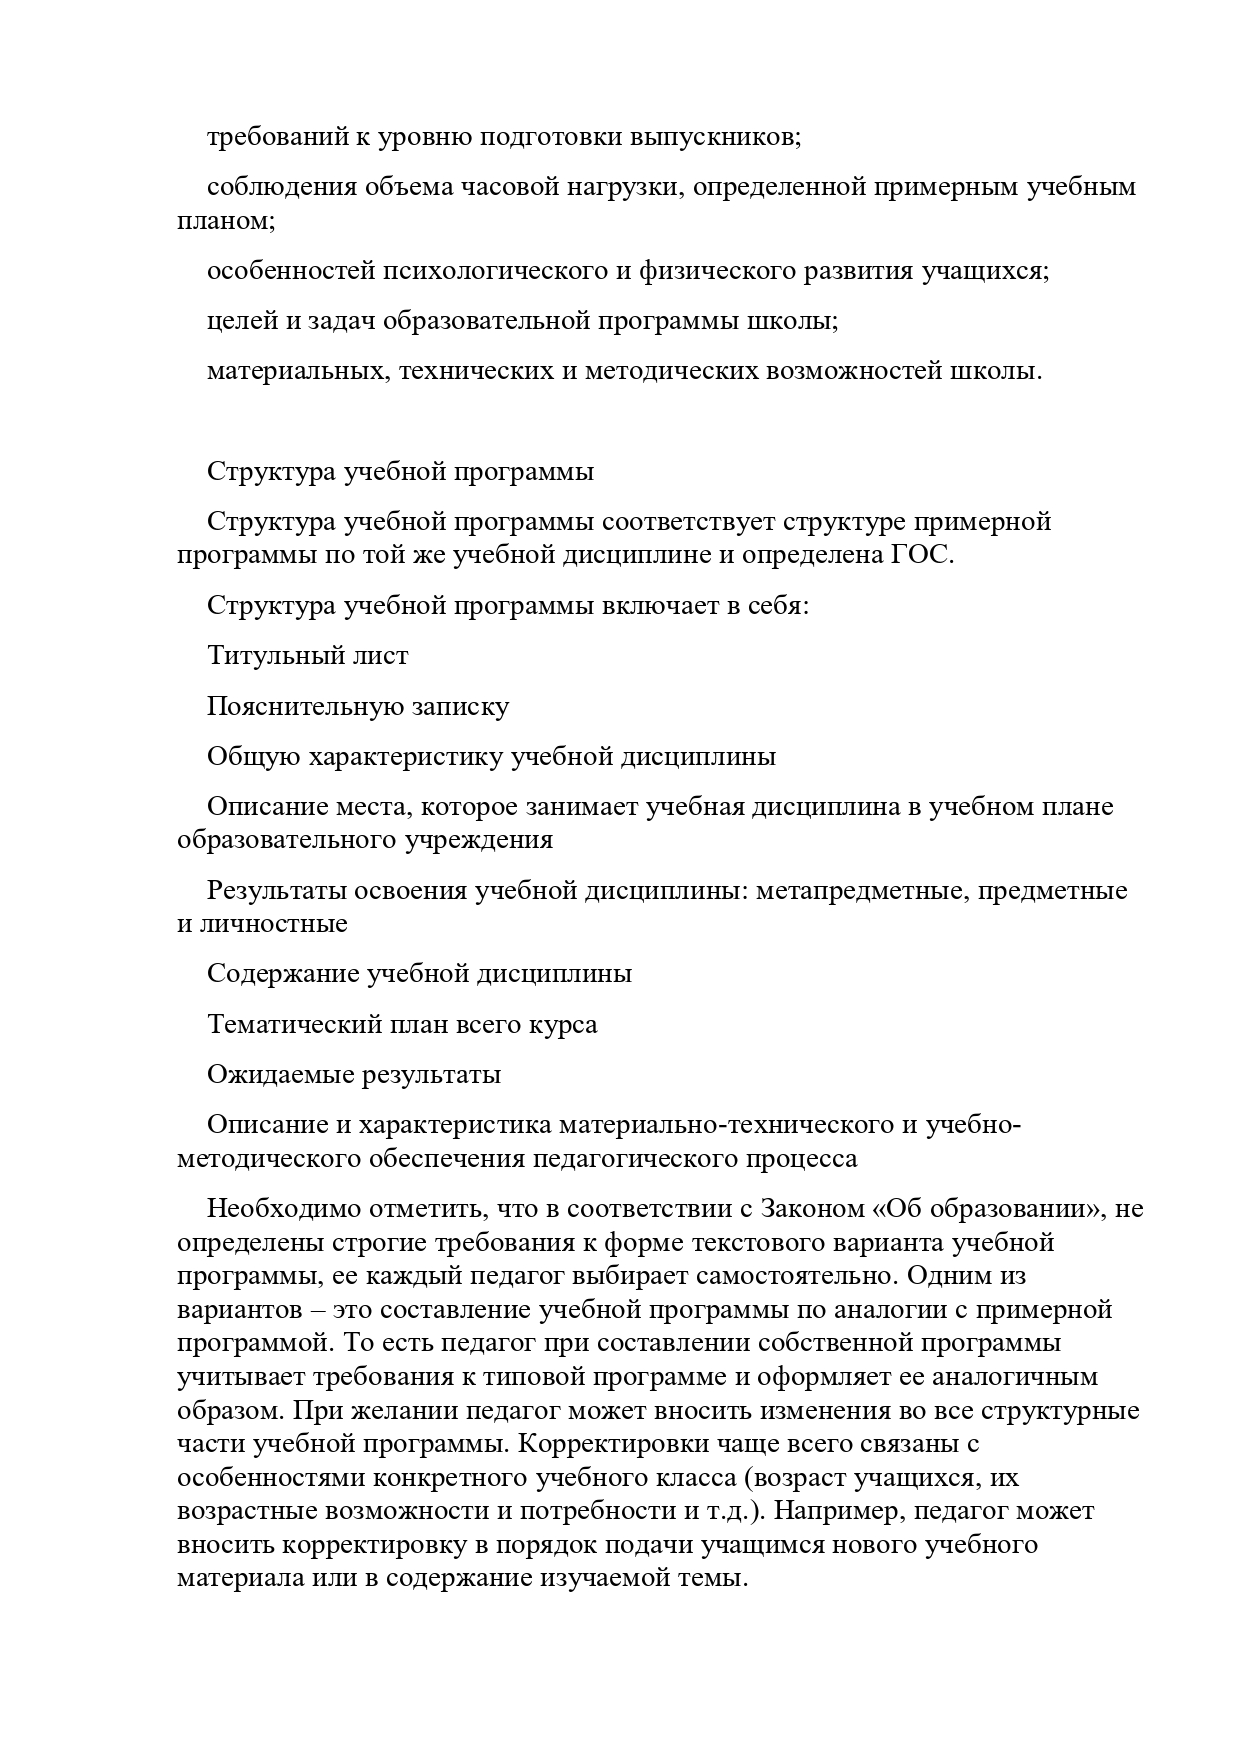 требований к уровню подготовки выпускников;
соблюдения объема часовой нагрузки, определенной примерным учебным
планом;
особенностей психологического и физического развития учащихся;
целей и задач образовательной программы школы;
материальных, технических и методических возможностей школы.
Структура учебной программы
Структура учебной программы соответствует структуре примерной
программы по той же учебной дисциплине и определена ГОС.
Структура учебной программы включает в себя:
Титульный лист
Пояснительную записку
Общую характеристику учебной дисциплины
Описание места, которое занимает учебная дисциплина в учебном плане
образовательного учреждения
Результаты освоения учебной дисциплины: метапредметные, предметные
и личностные
Содержание учебной дисциплины
Тематический план всего курса
Ожидаемые результаты
Описание и характеристика материально-технического и учебно-
методического обеспечения педагогического процесса
Необходимо отметить, что в соответствии с Законом «Об образовании», не
определены строгие требования к форме текстового варианта учебной
программы, ее каждый педагог выбирает самостоятельно. Одним из
вариантов – это составление учебной программы по аналогии с примерной
программой. То есть педагог при составлении собственной программы
учитывает требования к типовой программе и оформляет ее аналогичным
образом. При желании педагог может вносить изменения во все структурные
части учебной программы. Корректировки чаще всего связаны с
особенностями конкретного учебного класса (возраст учащихся, их
возрастные возможности и потребности и т.д.). Например, педагог может
вносить корректировку в порядок подачи учащимся нового учебного
материала или в содержание изучаемой темы.